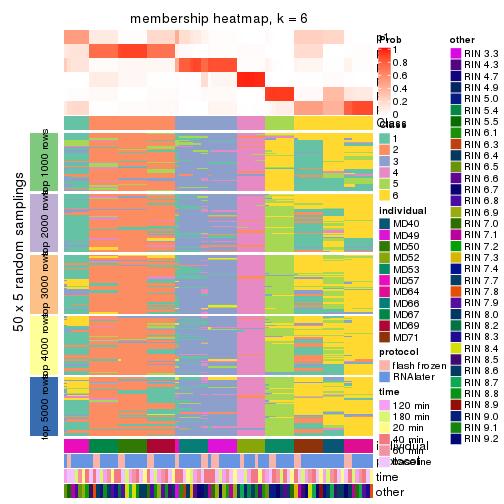 membership heatmap, k = 6
50 x 5 random samplings
top 1000 rows
top 2000 rows
top 3000 rows
top 4000 rows
top 5000 rows
Prob
1
0.8
0.6
0.4
0.2
0
Class
1
2
3
4
5
6
individual
MD40
MD49
MD50
MD52
MD53
MD57
MD64
MD66
MD67
MD69
MD71
protocol
flash frozen
RNAlater
time
120 min
180 min
20 min
40 min
60 min
baseline
other
RIN 3.3
RIN 4.3
RIN 4.7
RIN 4.9
RIN 5.0
RIN 5.4
RIN 5.5
RIN 6.1
RIN 6.3
RIN 6.4
RIN 6.5
RIN 6.6
RIN 6.7
RIN 6.8
RIN 6.9
RIN 7.0
RIN 7.1
RIN 7.2
RIN 7.3
RIN 7.4
RIN 7.7
RIN 7.8
RIN 7.9
RIN 8.0
RIN 8.2
RIN 8.3
RIN 8.4
RIN 8.5
RIN 8.6
RIN 8.7
RIN 8.8
RIN 8.9
RIN 9.0
RIN 9.1
RIN 9.2
individual
protocol
time
other